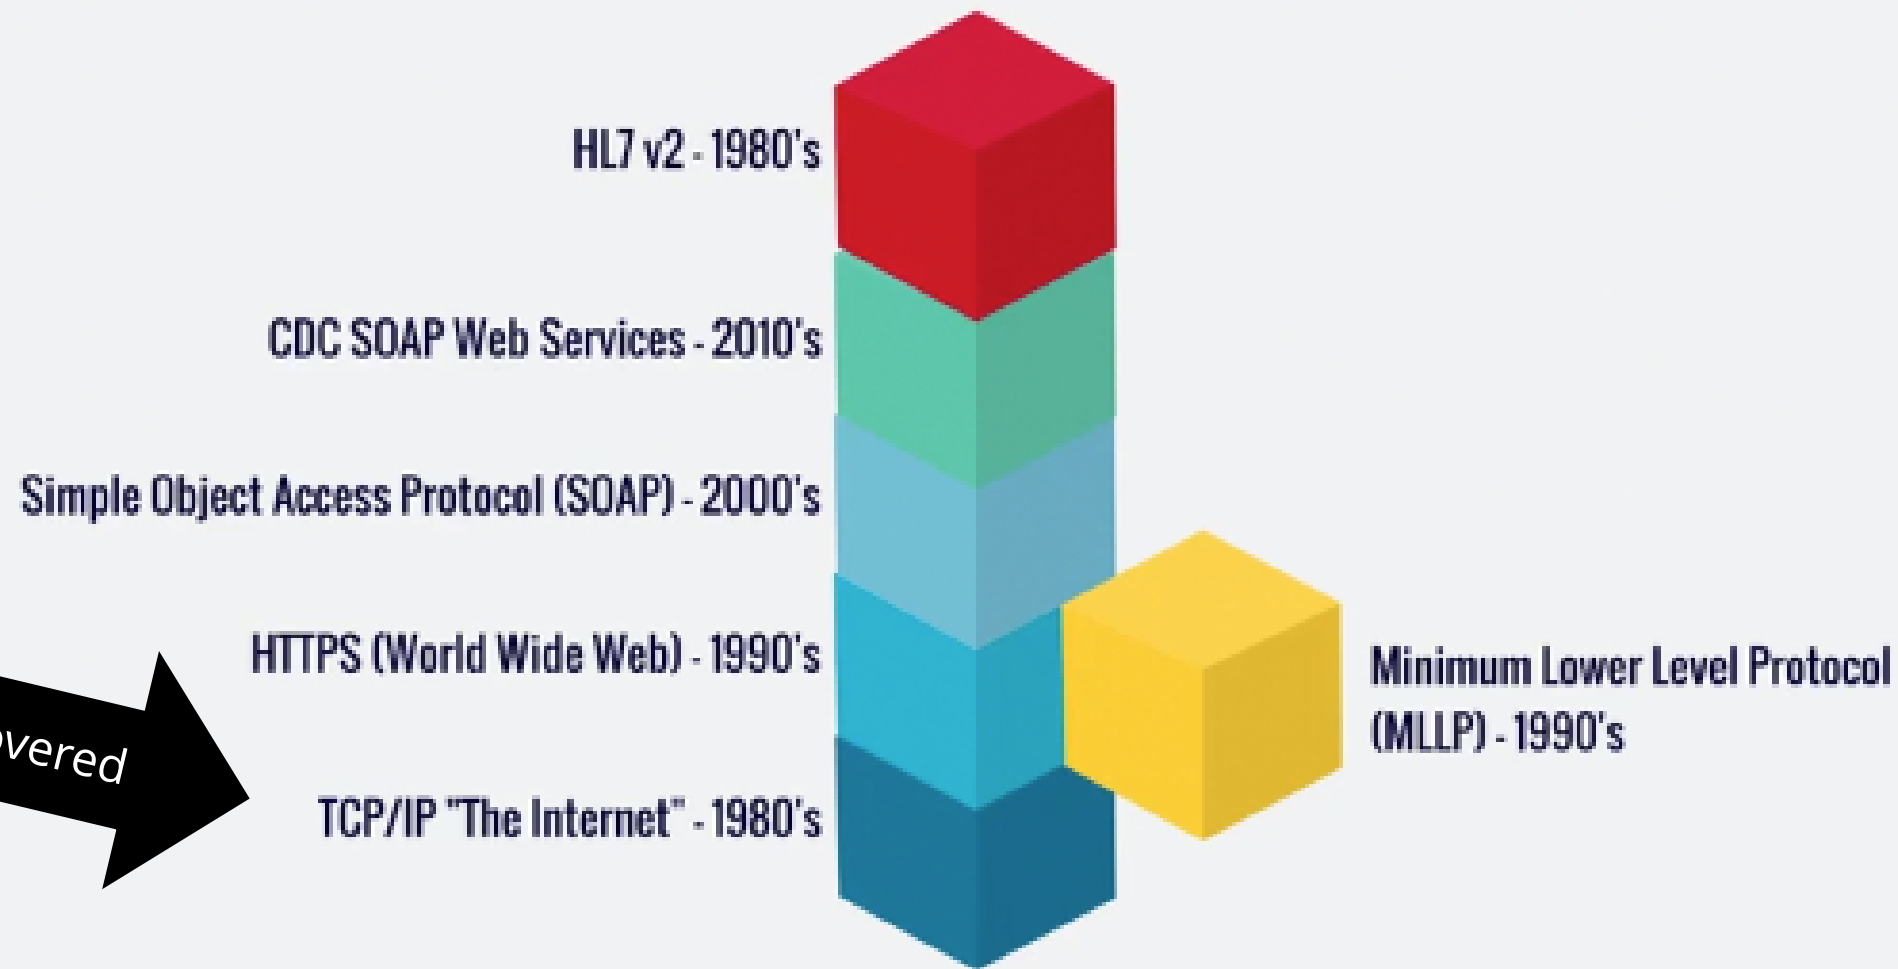 HL7 v2 - 1980's
CDC SOAP Web Services - 2010's
Simple Object Access Protocol (SOAP) - 2000's
HTTPS (World Wide Web) - 1990's
Minimum Lower Level Protocol
(MLLP) - 1990's
TCP/IP "The Internet" - 1980's